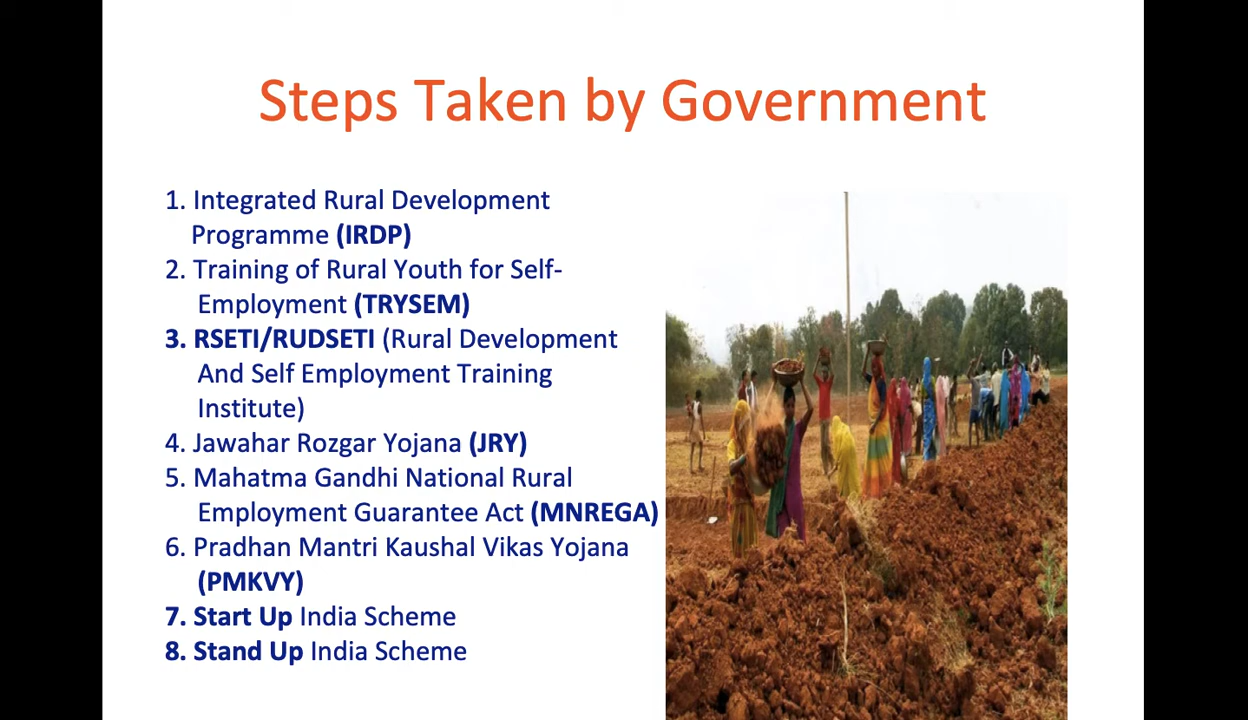 Steps Taken by Government
1. Integrated Rural Development
Programme (IRDP)
2. Training of Rural Youth for Self-
Employment (TRYSEM)
3. RSETI/RUDSETI (Rural Development
And Self Employment Training
Institute)
4. Jawahar Rozgar Yojana (JRY)
5. Mahatma Gandhi National Rural
Employment Guarantee Act (MNREGA)
6. Pradhan Mantri Kaushal Vikas Yojana
(PMKVY)
7. Start Up India Scheme
8. Stand Up India Scheme